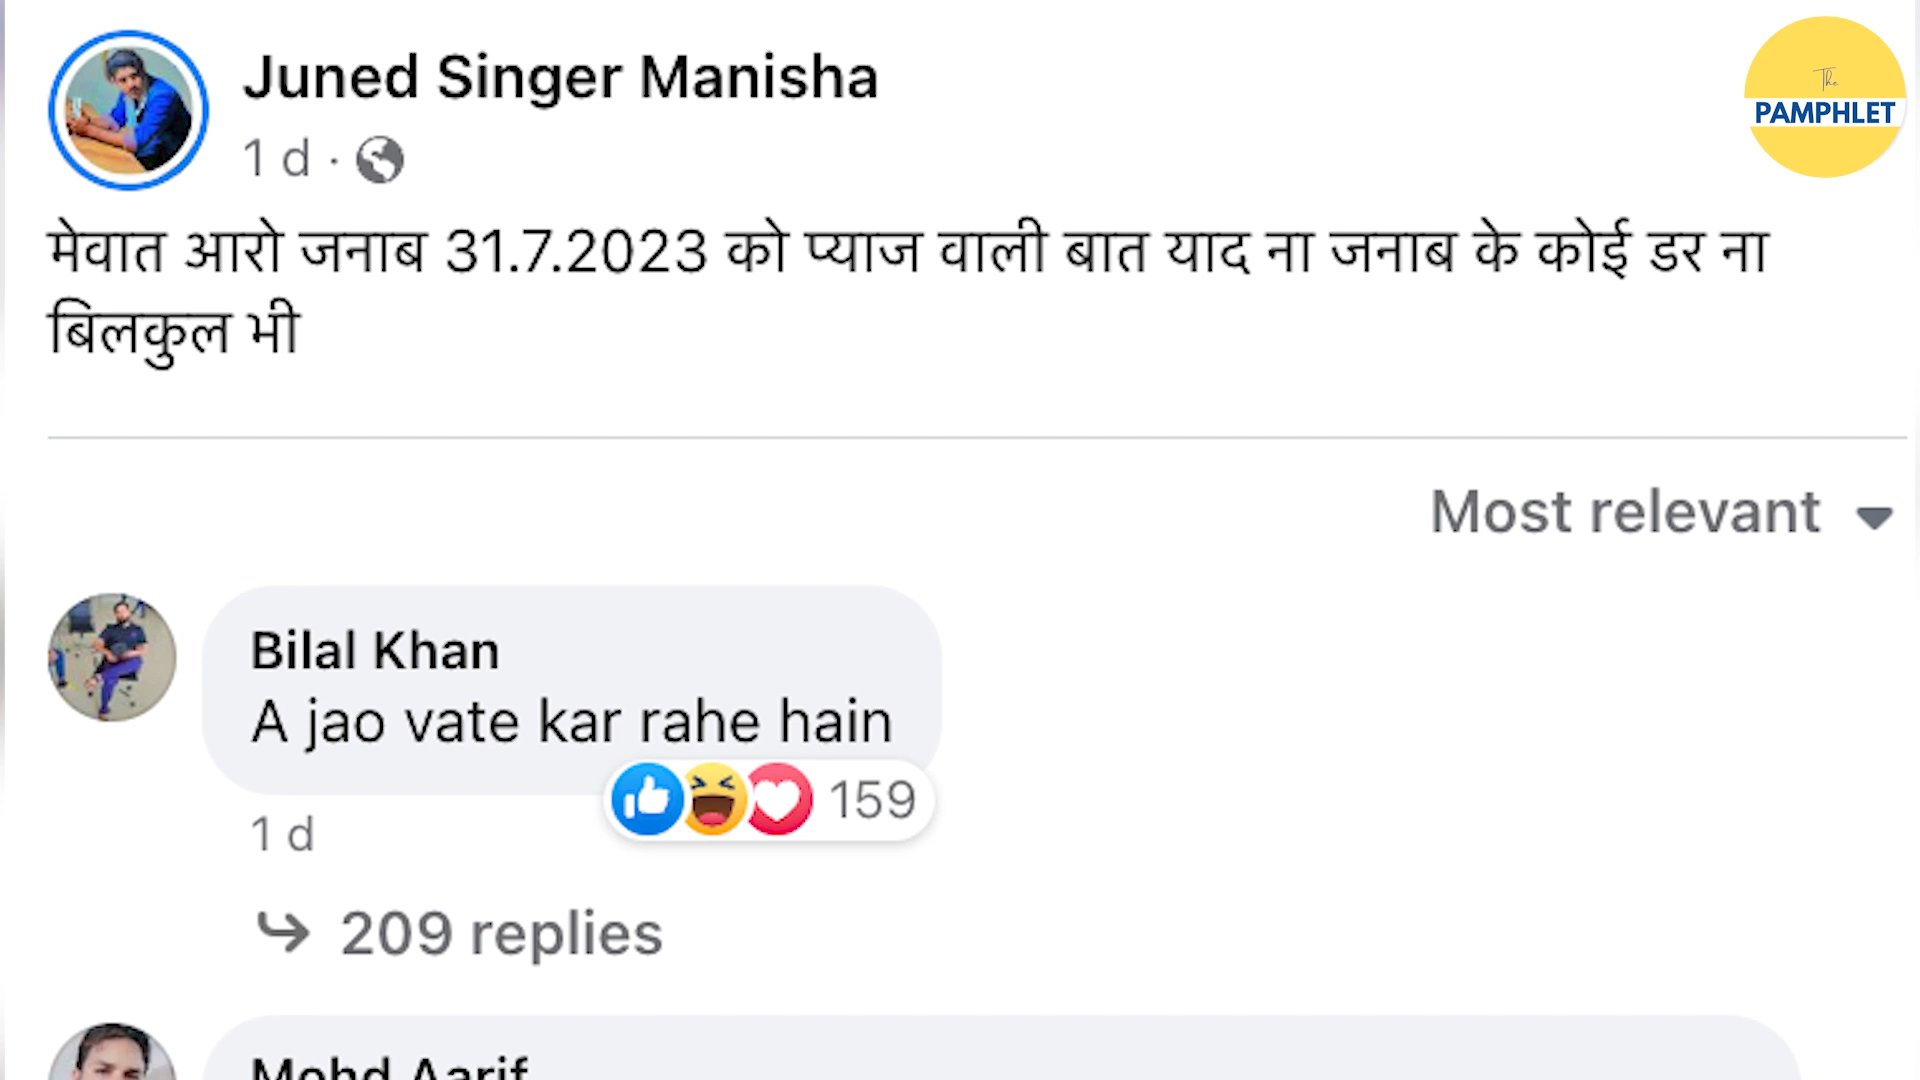 Juned Singer Manisha
The
PAMPHLET
1 d ·
मेवात आरो जनाब 31.7.2023 को प्याज वाली बात याद ना जनाब के कोई डर ना
बिलकुल भी
Most relevant
Bilal Khan
A jao vate kar rahe hain
159
1 d
209 replies
Mohd Aarif